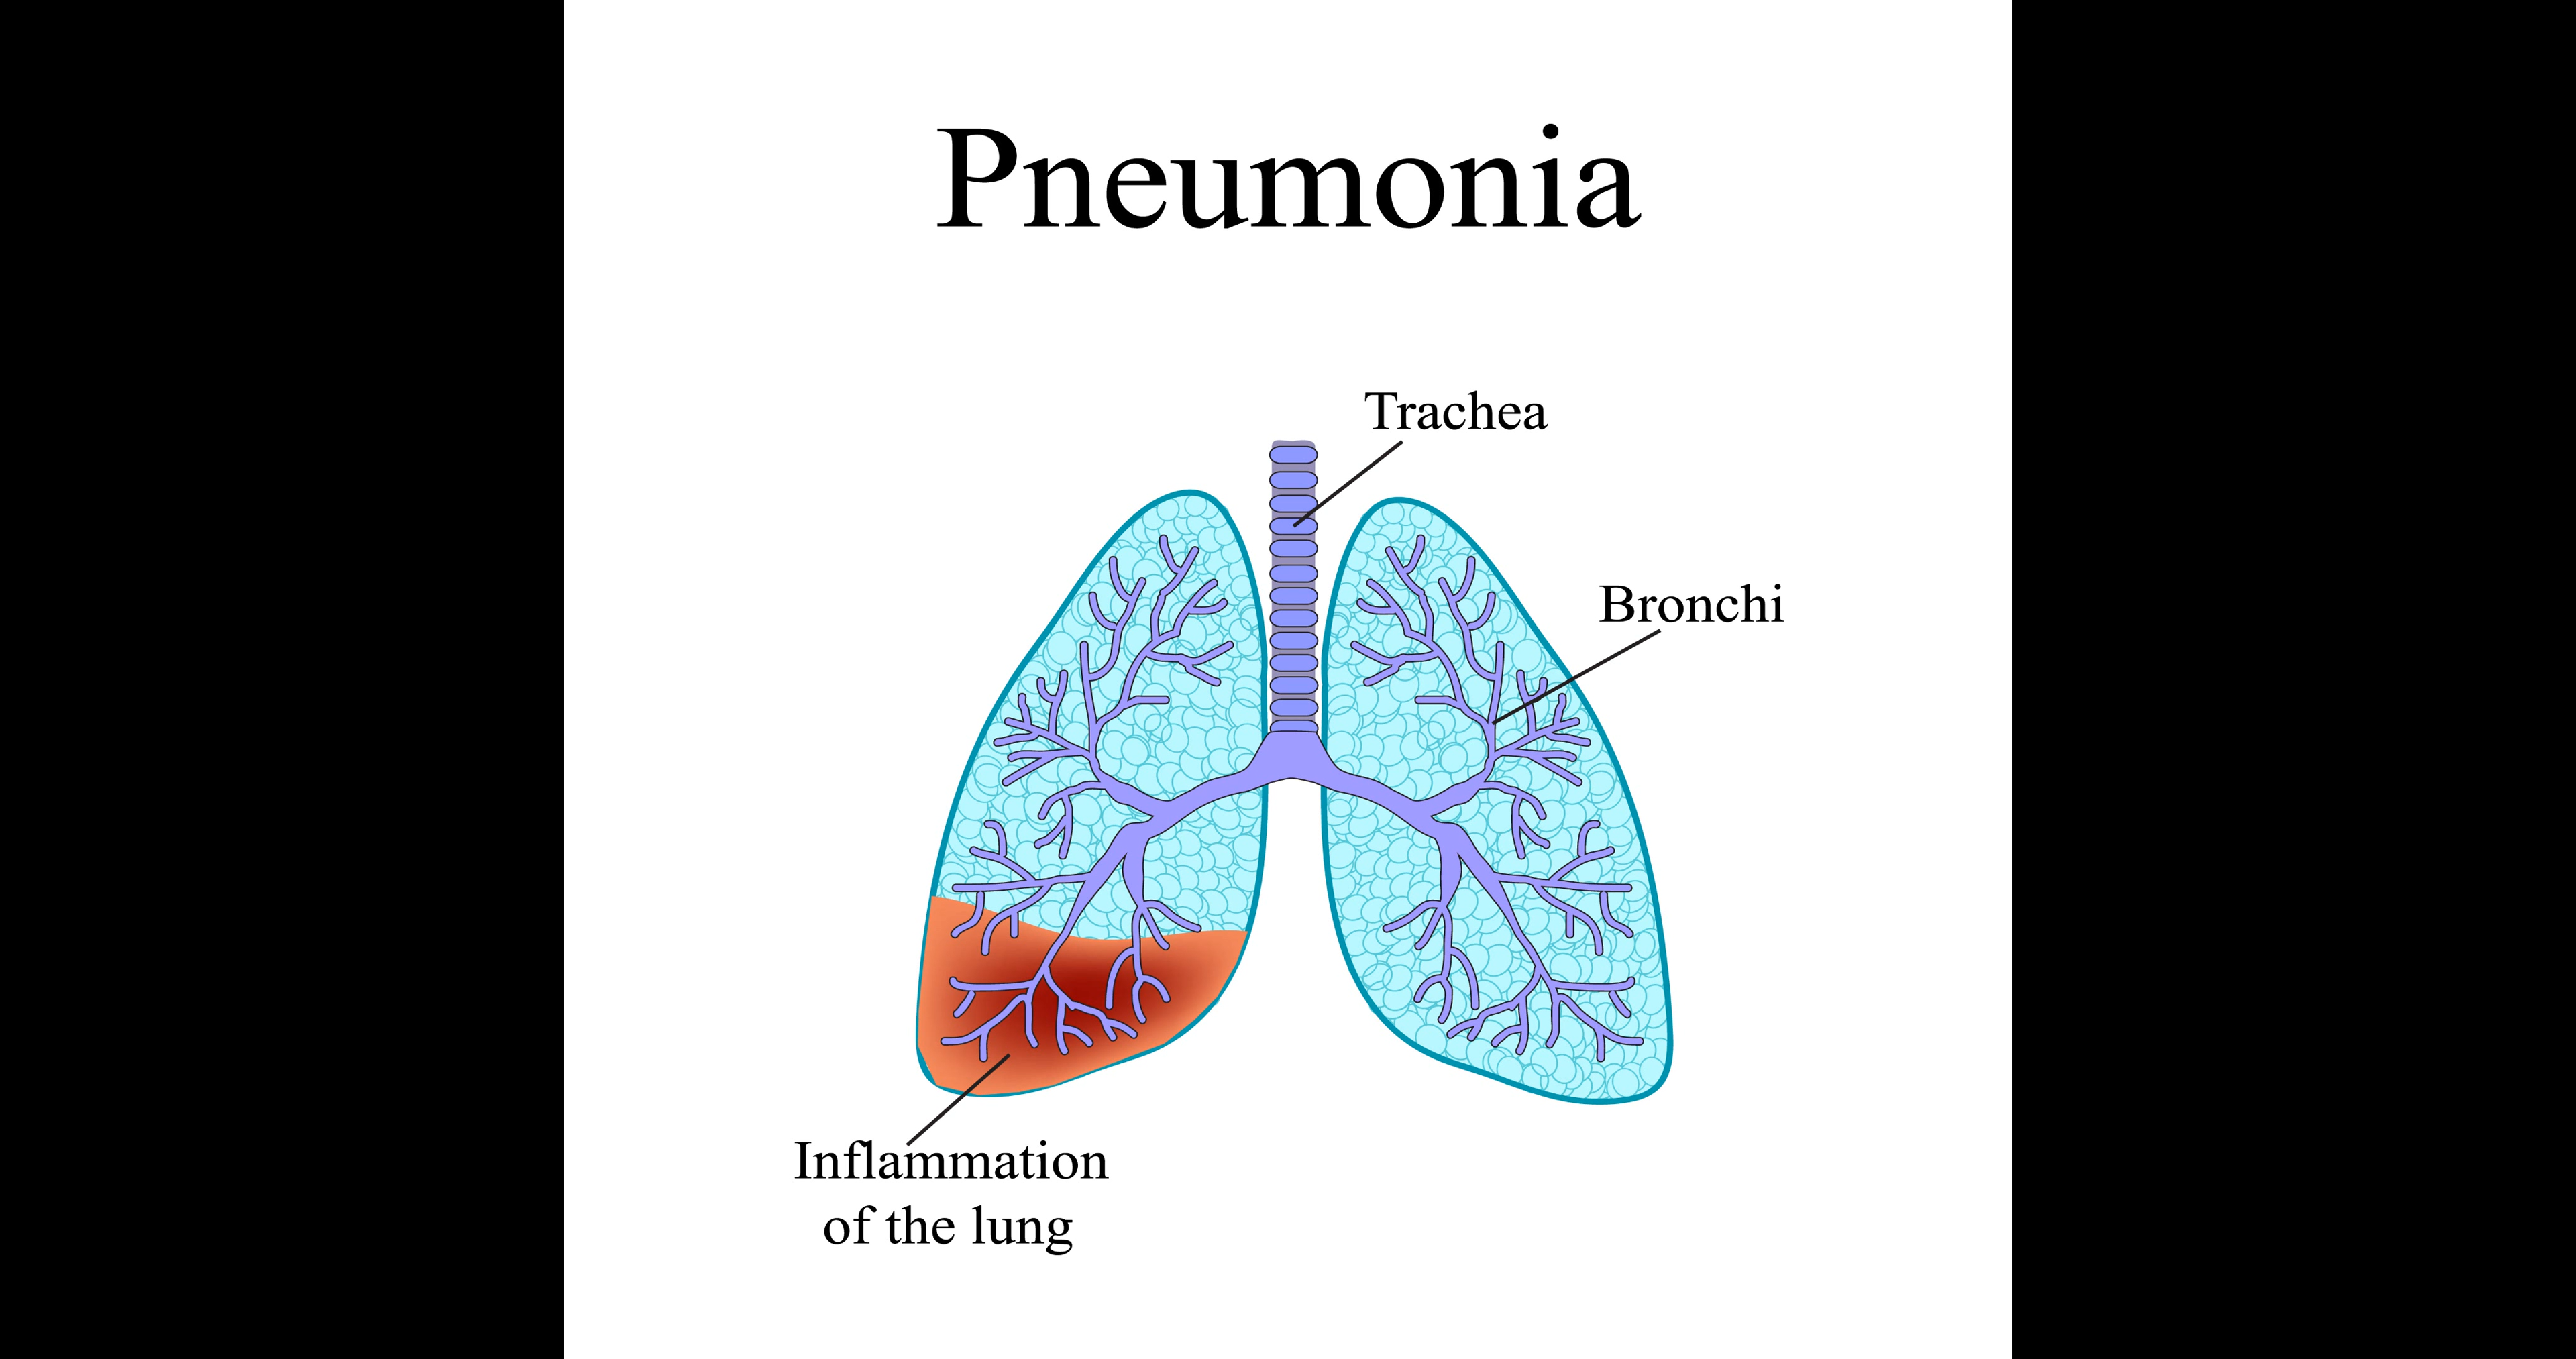 Pneumonia
Trachea
Bronchi
Inflammation
of the lung